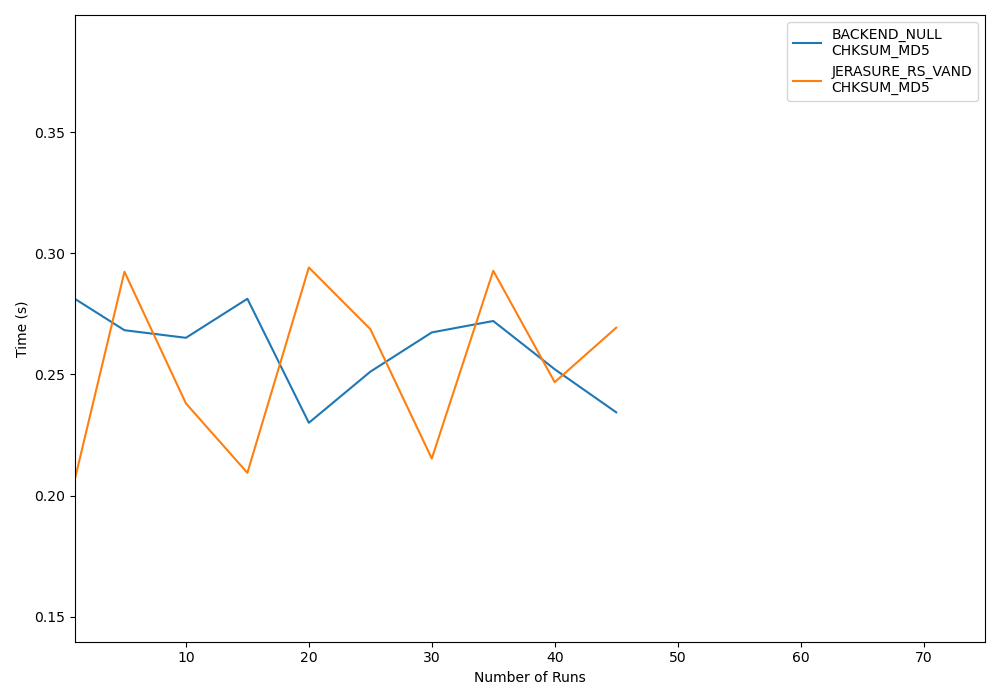 BACKEND_NULL
CHKSUM_MD5
JERASURE_RS_VAND
CHKSUM_MD5
0.35
0.30
0.25
0.20
0.15
Time (s)
10 20 30 40 50 60 70
Number of Runs